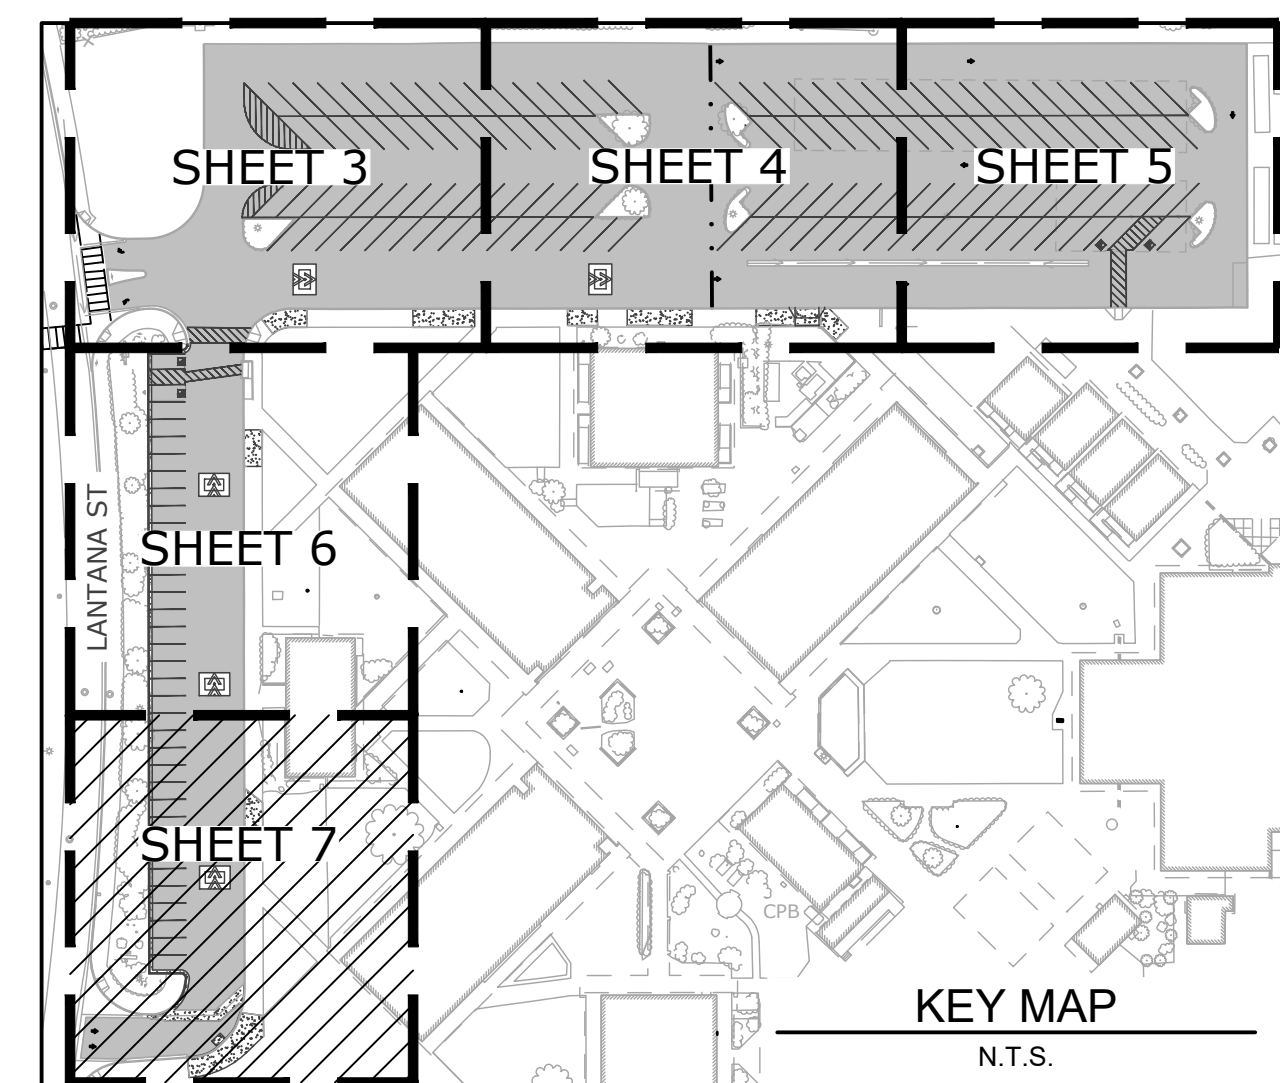 SHEET 3
SHEET 4
SHEET 5
SHEET 6
LANTANA ST
SHEET 7
CPB
KEY MAP
N.T.S.